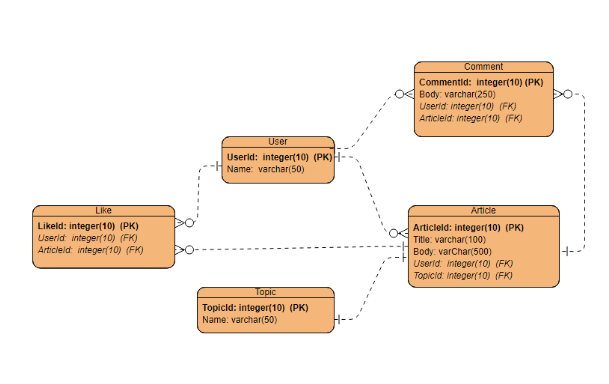 Comment
CommentId: integer(10) (PK)
Body: varchar(250)
UserId: integer(10) (FK)
ArticleId: integer(10) (FK)
User
UserId: integer(10) (PK)
Name: varchar(50)
Like
LikeId: integer(10) (PK)
UserId: integer(10) (FK)
ArticleId: integer(10) (FK)
Article
ArticleId: integer(10) (PK)
Title: varchar(100)
Body: varChar(500)
UserId: integer(10) (FK)
TopicId: integer(10) (FK)
Topic
TopicId: integer(10) (PK)
Name: varchar(50)